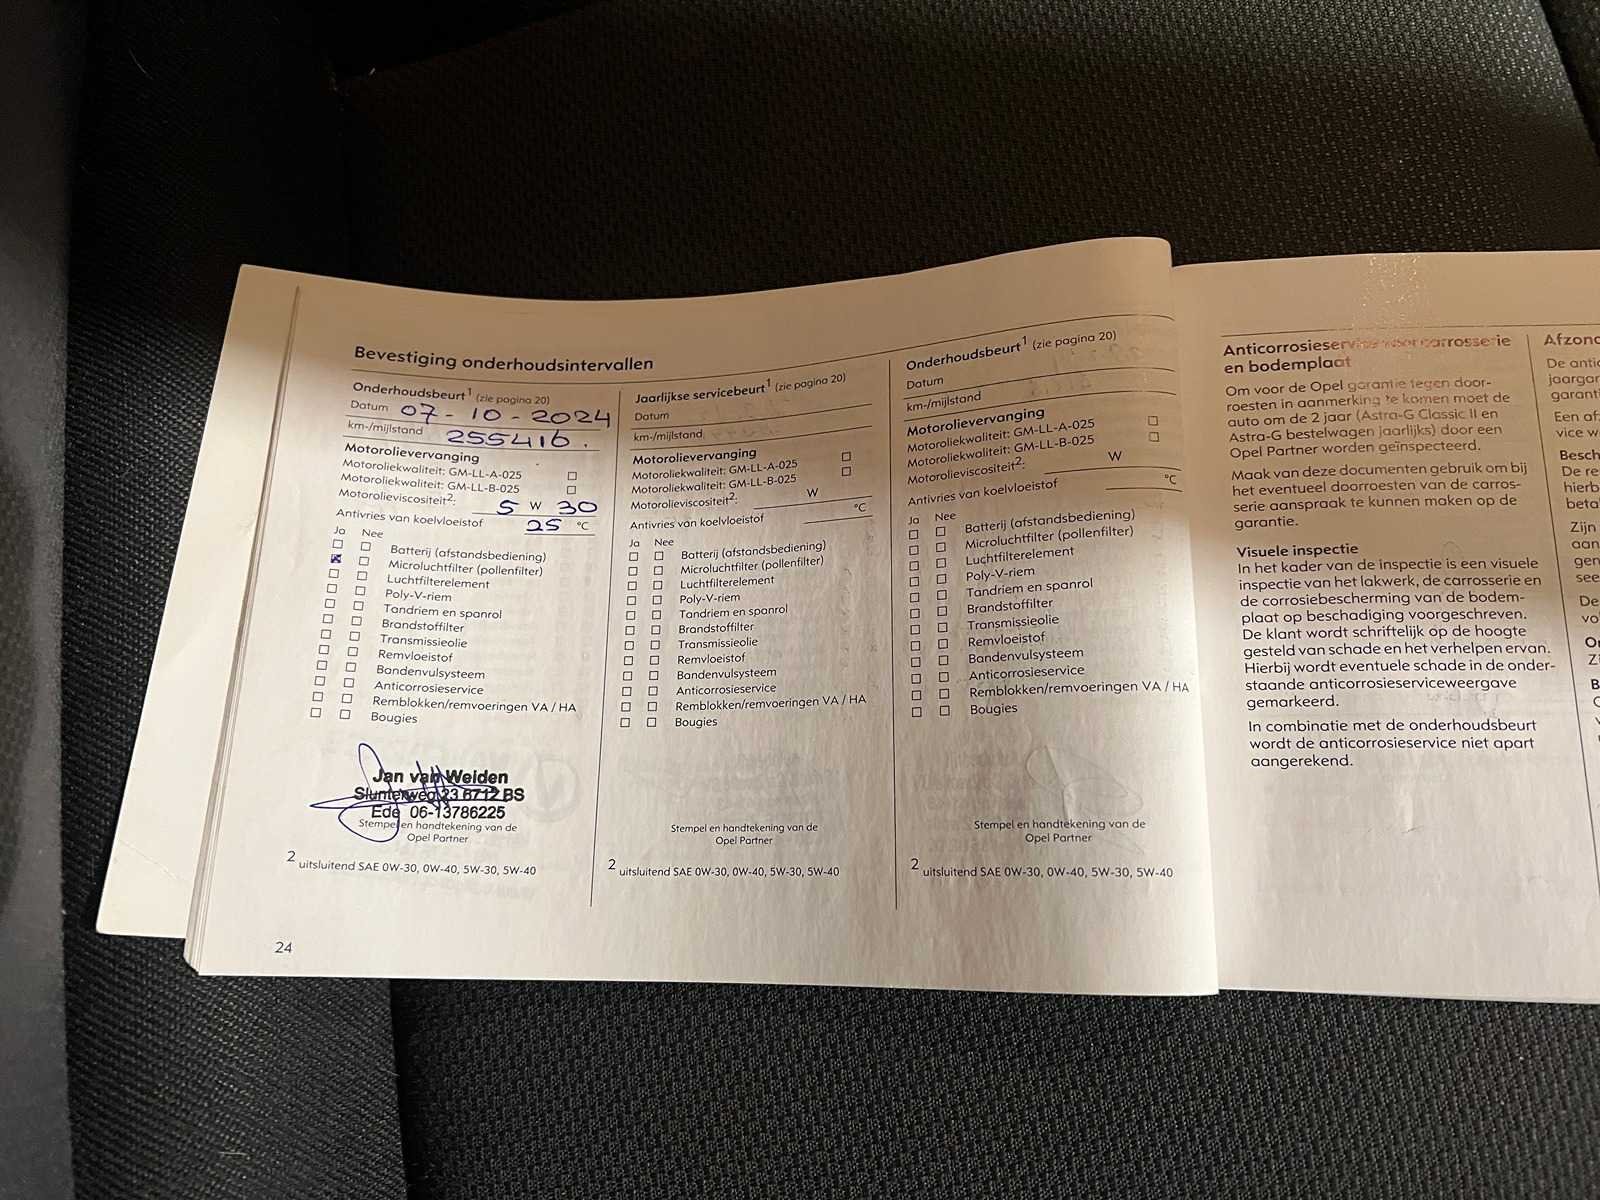 Bevestiging onderhoudsintervallen
Onderhoudsbeurt1 (zie pagina 20)
Datum 07-10-2024
km-/mijlstand 255416.
Motorolievervanging
Motoroliekwaliteit: GM-LL-A-025
Motoroliekwaliteit: GM-LL-B-025
Motorolieviscositeit2: 5 W 30
Antivries van koelvloeistof 25 °C
Ja Nee
Batterij (afstandsbediening)
Microluchtfilter (pollenfilter)
Luchtfilterelement
Poly-V-riem
Tandriem en spanrol
Brandstoffilter
Transmissieolie
Remvloeistof
Bandenvulsysteem
Anticorrosieservice
Remblokken/remvoeringen VA / HA
Bougies
Jan van Weiden
Slunterweg 23 6712 BS
Ede 06-13786225
Stempel en handtekening van de
Opel Partner
2 uitsluitend SAE 0W-30, 0W-40, 5W-30, 5W-40
24
Jaarlijkse servicebeurt1 (zie pagina 20)
Datum
km-/mijlstand
Motorolievervanging
Motoroliekwaliteit: GM-LL-A-025
Motoroliekwaliteit: GM-LL-B-025
Motorolieviscositeit2: W
Antivries van koelvloeistof °C
Ja Nee
Batterij (afstandsbediening)
Microluchtfilter (pollenfilter)
Luchtfilterelement
Poly-V-riem
Tandriem en spanrol
Brandstoffilter
Transmissieolie
Remvloeistof
Bandenvulsysteem
Anticorrosieservice
Remblokken/remvoeringen VA / HA
Bougies
Stempel en handtekening van de
Opel Partner
2 uitsluitend SAE 0W-30, 0W-40, 5W-30, 5W-40
Onderhoudsbeurt1 (zie pagina 20)
Datum
km-/mijlstand
Motorolievervanging
Motoroliekwaliteit: GM-LL-A-025
Motoroliekwaliteit: GM-LL-B-025
Motorolieviscositeit2: W
Antivries van koelvloeistof °C
Ja Nee
Batterij (afstandsbediening)
Microluchtfilter (pollenfilter)
Luchtfilterelement
Poly-V-riem
Tandriem en spanrol
Brandstoffilter
Transmissieolie
Remvloeistof
Bandenvulsysteem
Anticorrosieservice
Remblokken/remvoeringen VA / HA
Bougies
Stempel en handtekening van de
Opel Partner
2 uitsluitend SAE 0W-30, 0W-40, 5W-30, 5W-40
Anticorrosieservice voor carrosserie
en bodemplaat
Om voor de Opel garantie tegen door-
roesten in aanmerking te komen moet de
auto om de 2 jaar (Astra-G Classic II en
Astra-G bestelwagen jaarlijks) door een
Opel Partner worden geïnspecteerd.
Maak van deze documenten gebruik om bij
het eventueel doorroesten van de carros-
serie aanspraak te kunnen maken op de
garantie.
Visuele inspectie
In het kader van de inspectie is een visuele
inspectie van het lakwerk, de carrosserie en
de corrosiebescherming van de bodem-
plaat op beschadiging voorgeschreven.
De klant wordt schriftelijk op de hoogte
gesteld van schade en het verhelpen ervan.
Hierbij wordt eventuele schade in de onder-
staande anticorrosieserviceweergave
gemarkeerd.
In combinatie met de onderhoudsbeurt
wordt de anticorrosieservice niet apart
aangerekend.